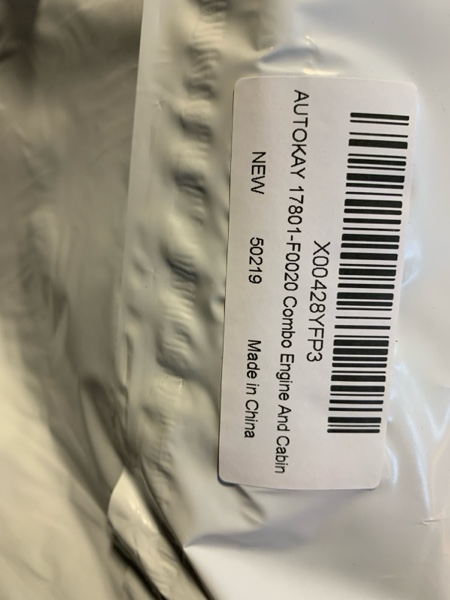 X00428YFP3
AUTOKAY 17801-F0020 Combo Engine And Cabin
NEW 50219 Made in China